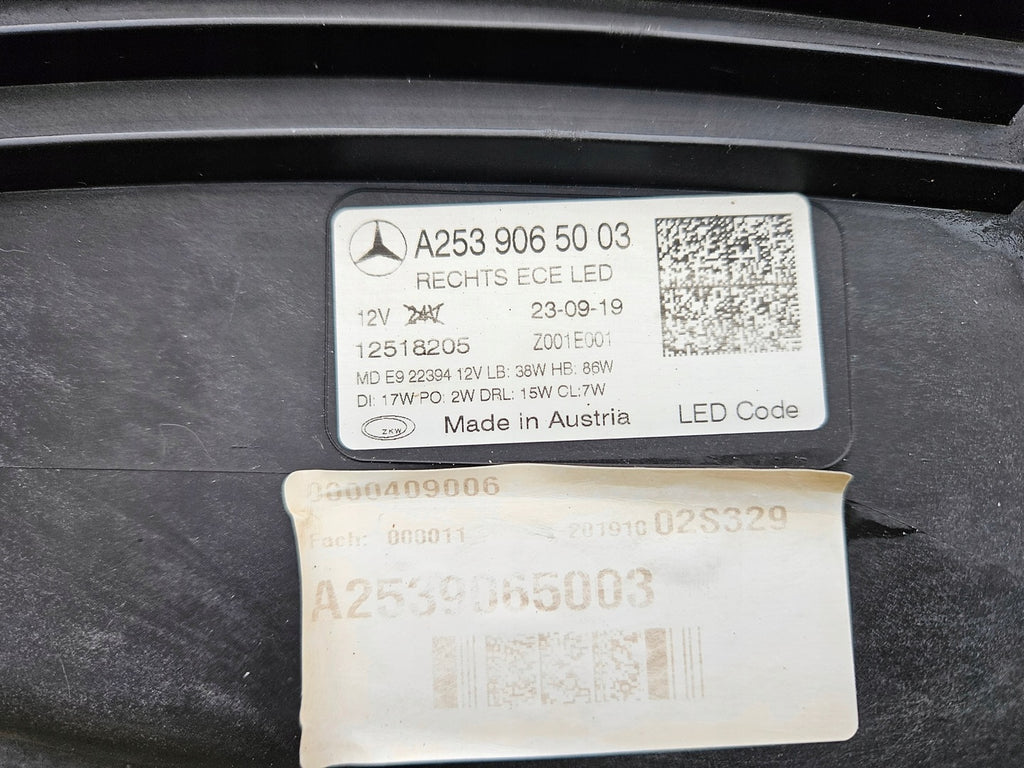 A253 906 50 03
RECHTS ECE LED
12V 24V 23-09-19
12518205 Z001E001
MD E9 22394 12V LB: 38W HB: 86W
DI: 17W PO: 2W DRL: 15W CL:7W
ZKW Made in Austria LED Code
0000409006
Fach: 000011 201910 02S329
A2539065003